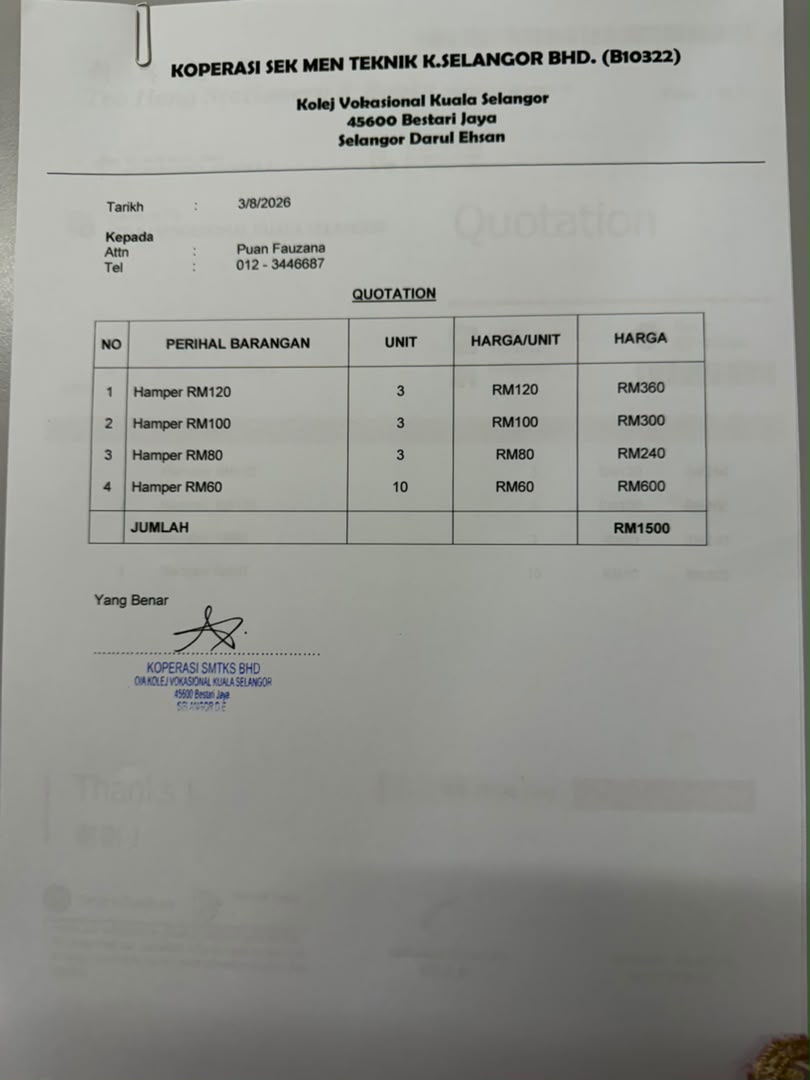 KOPERASI SEK MEN TEKNIK K.SELANGOR BHD. (B10322)
Kolej Vokasional Kuala Selangor
45600 Bestari Jaya
Selangor Darul Ehsan
Tarikh : 3/8/2026
Kepada
Attn : Puan Fauzana
Tel : 012 - 3446687
QUOTATION
NO PERIHAL BARANGAN UNIT HARGA/UNIT HARGA
1 Hamper RM120 3 RM120 RM360
2 Hamper RM100 3 RM100 RM300
3 Hamper RM80 3 RM80 RM240
4 Hamper RM60 10 RM60 RM600
JUMLAH RM1500
Yang Benar
KOPERASI SMTKS BHD
D/A KOLEJ VOKASIONAL KUALA SELANGOR
45600 Bestari Jaya
SELANGOR D.E
Quotation
Thanks !